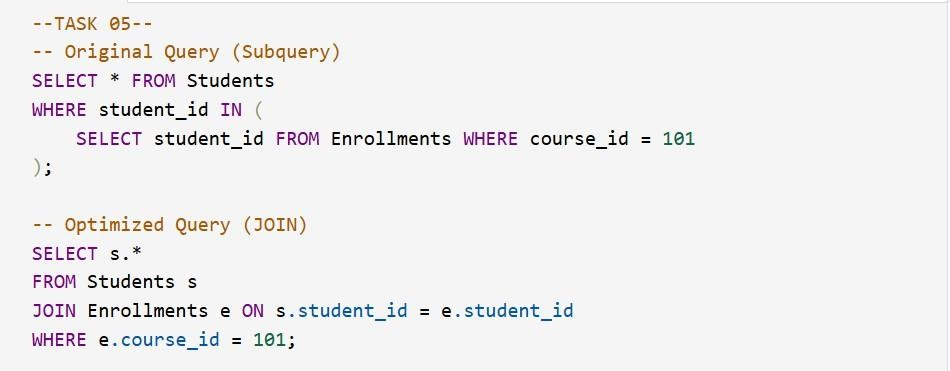 --TASK 05--
-- Original Query (Subquery)
SELECT * FROM Students
WHERE student_id IN (
    SELECT student_id FROM Enrollments WHERE course_id = 101
);

-- Optimized Query (JOIN)
SELECT s.*
FROM Students s
JOIN Enrollments e ON s.student_id = e.student_id
WHERE e.course_id = 101;